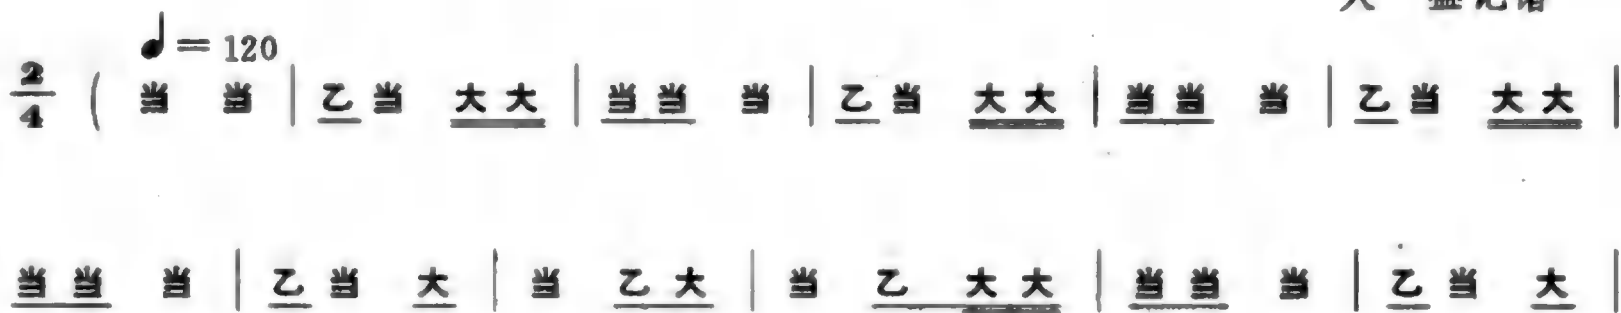 记谱
♩= 120
2/4 ( 当 当 | 乙 当 大 大 | 当 当 当 | 乙 当 大 大 | 当 当 当 | 乙 当 大 大 |
当 当 当 | 乙 当 大 | 当 乙 大 | 当 乙 大 大 | 当 当 当 | 乙 当 大 |